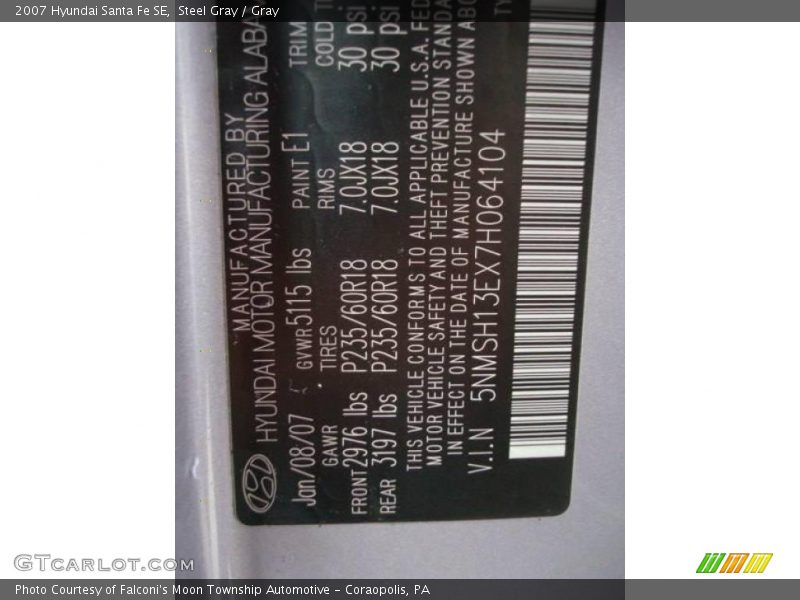 2007 Hyundai Santa Fe SE, Steel Gray / Gray
MANUFACTURED BY
HYUNDAI MOTOR MANUFACTURING ALABA
Jan/08/07 GVWR 5115 lbs PAINT E1 TRIM
GAWR TIRES RIMS COLD
FRONT 2976 lbs P235/60R18 7.0JX18 30 psi
REAR 3197 lbs P235/60R18 7.0JX18 30 psi
THIS VEHICLE CONFORMS TO ALL APPLICABLE U.S.A. FED
MOTOR VEHICLE SAFETY AND THEFT PREVENTION STANDA
IN EFFECT ON THE DATE OF MANUFACTURE SHOWN ABO
V.I.N 5NMSH13EX7H064104 TY
GTcarlot.com
Photo Courtesy of Falconi's Moon Township Automotive - Coraopolis, PA